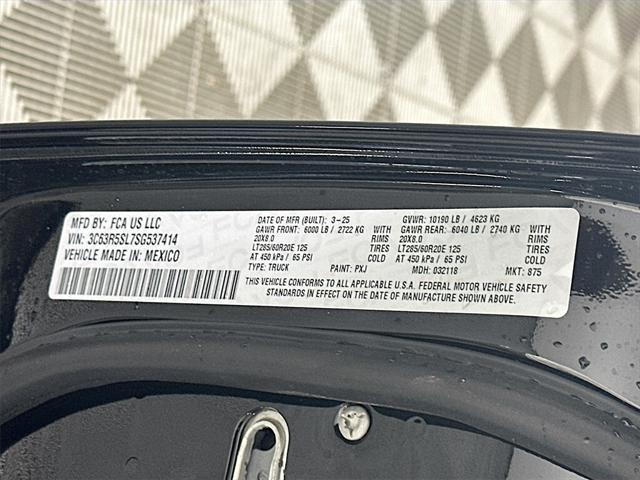 MFD BY: FCA US LLC
VIN: 3C63R5SL7SG537414
VEHICLE MADE IN: MEXICO
DATE OF MFR (BUILT): 3-25 GVWR: 10190 LB / 4623 KG
GAWR FRONT: 6000 LB / 2722 KG WITH GAWR REAR: 6040 LB / 2740 KG WITH
20X8.0 RIMS 20X8.0 RIMS
LT285/60R20E 125 TIRES LT285/60R20E 125 TIRES
AT 450 kPa / 65 PSI COLD AT 450 kPa / 65 PSI COLD
TYPE: TRUCK PAINT: PXJ MDH: 032118 MKT: 875
THIS VEHICLE CONFORMS TO ALL APPLICABLE U.S.A. FEDERAL MOTOR VEHICLE SAFETY
STANDARDS IN EFFECT ON THE DATE OF MANUFACTURE SHOWN ABOVE.